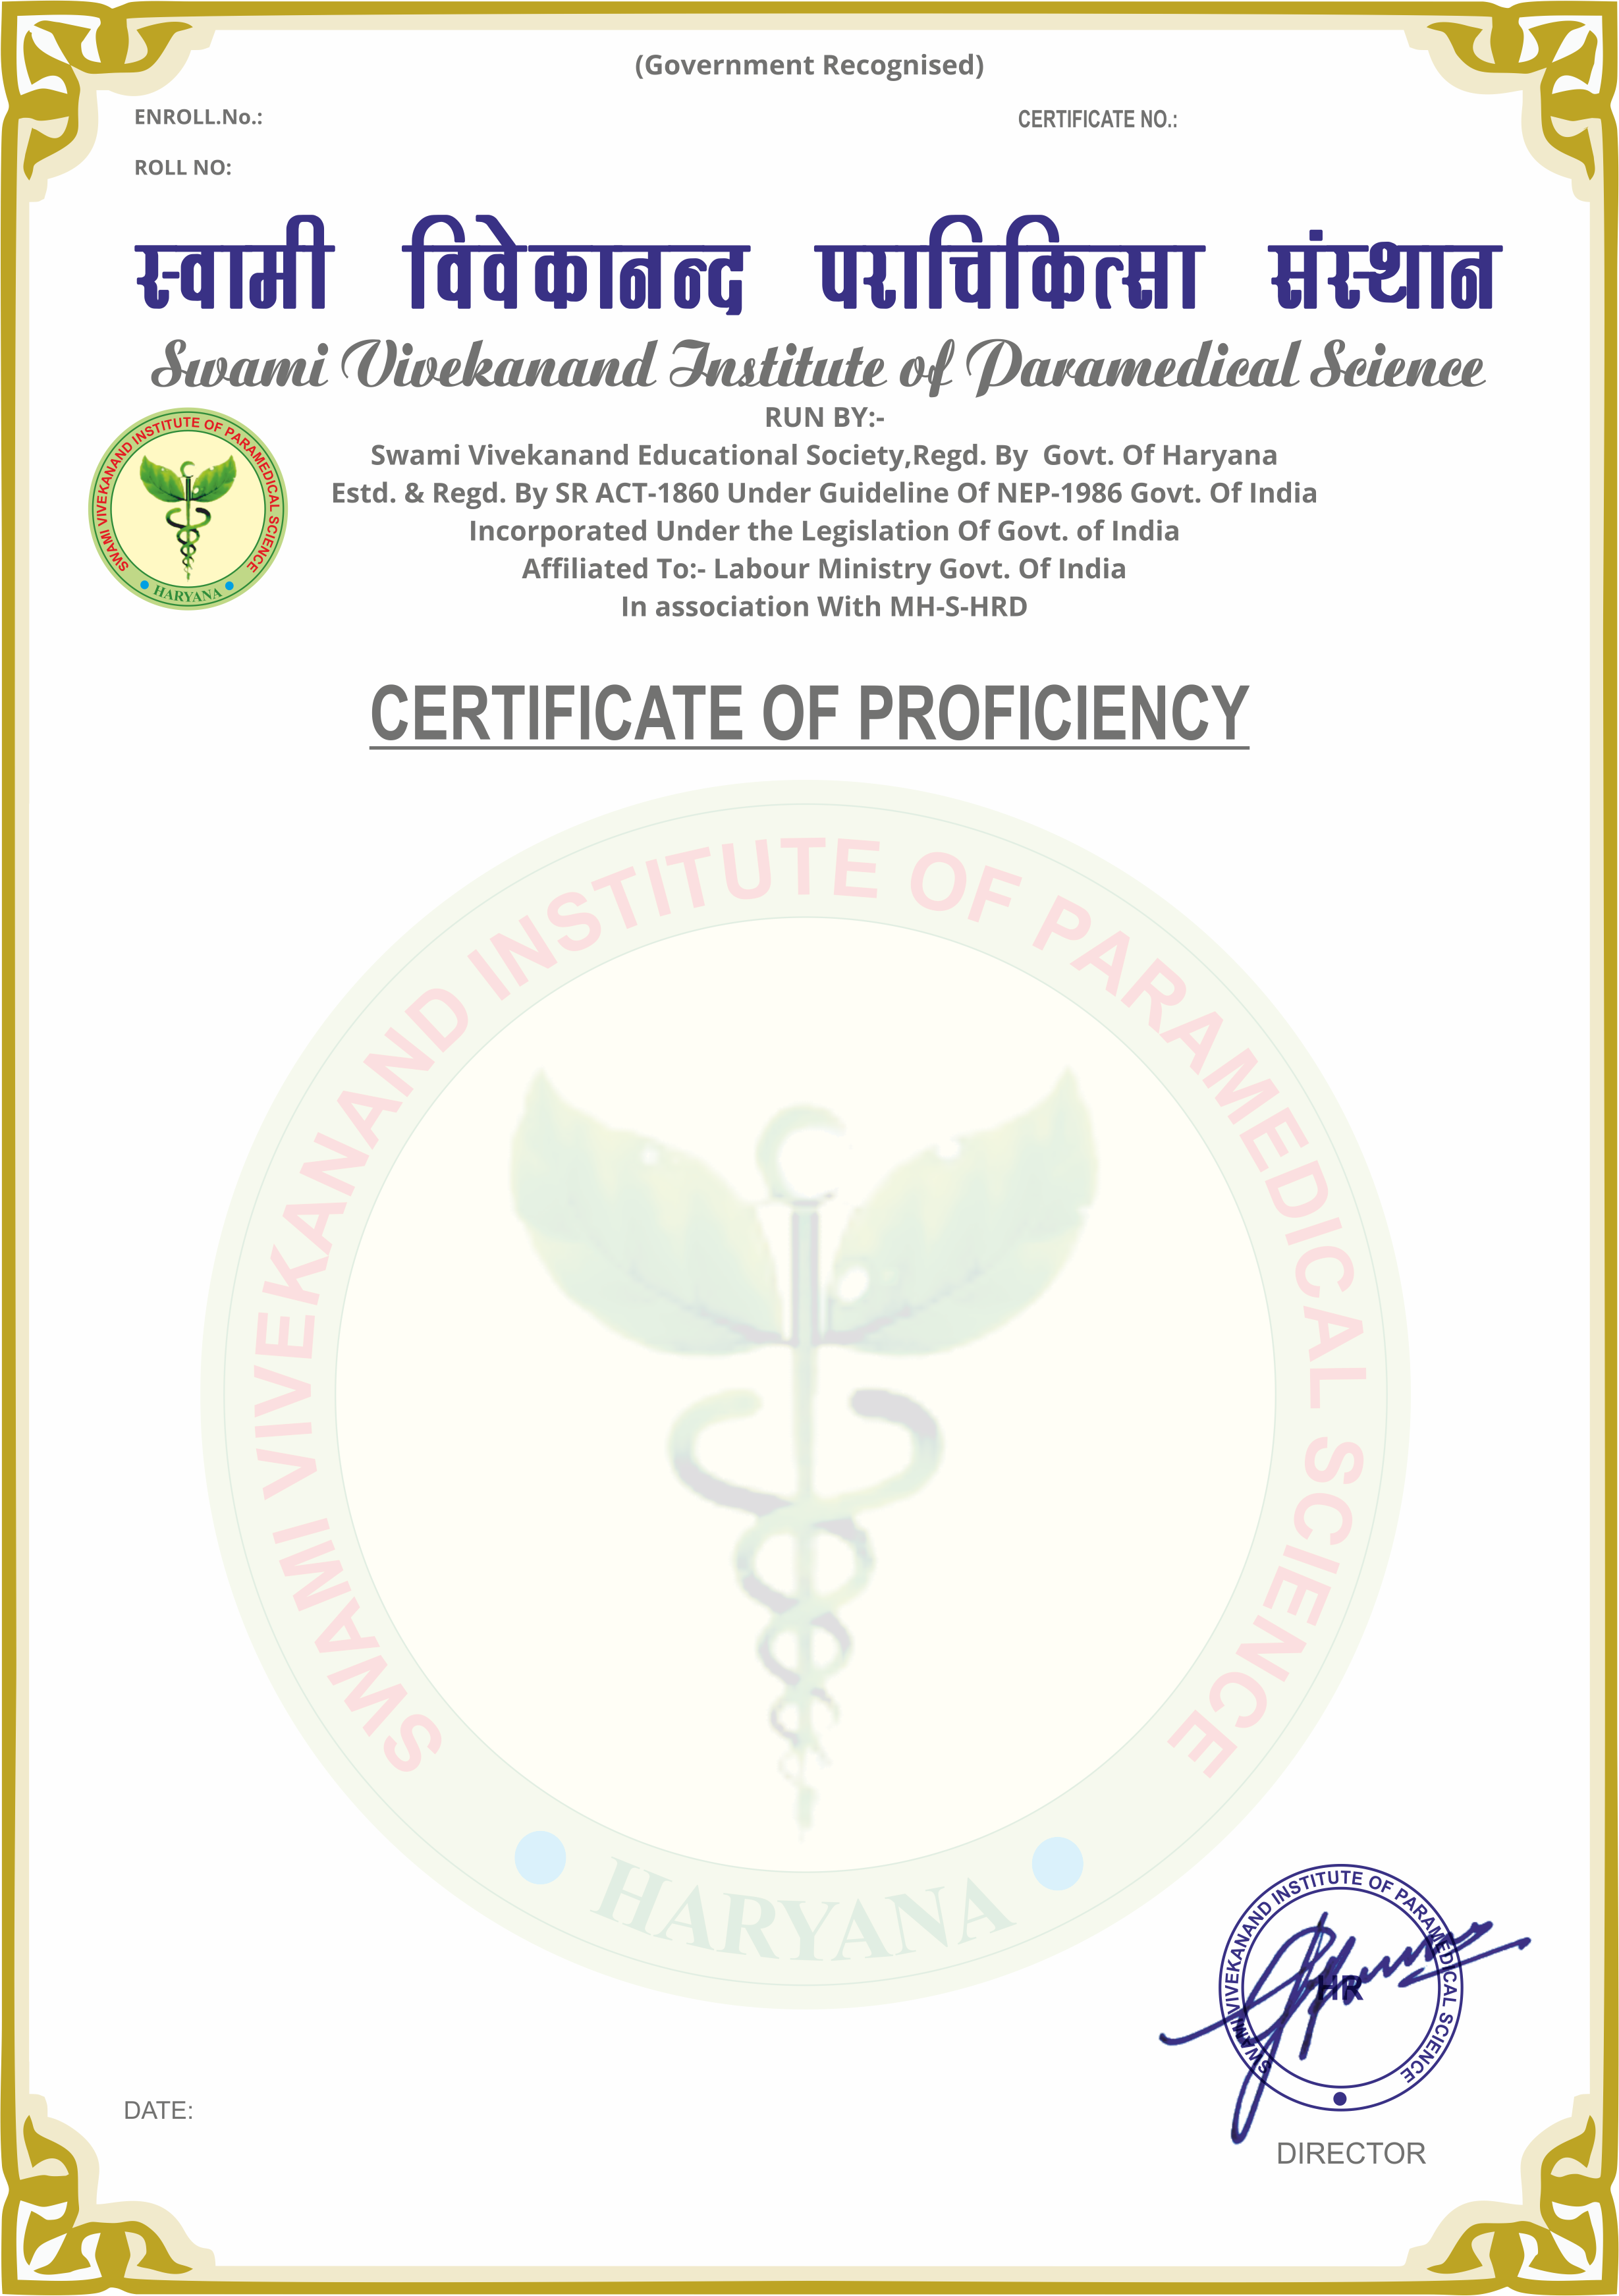 (Government Recognised)
ENROLL.No.:
CERTIFICATE NO.:
ROLL NO:
स्वामी विवेकानन्द पराचिकित्सा संस्थान
Swami Vivekanand Institute of Paramedical Science
RUN BY:-
Swami Vivekanand Educational Society,Regd. By Govt. Of Haryana
Estd. & Regd. By SR ACT-1860 Under Guideline Of NEP-1986 Govt. Of India
Incorporated Under the Legislation Of Govt. of India
Affiliated To:- Labour Ministry Govt. Of India
In association With MH-S-HRD
SWAMI VIVEKANAND INSTITUTE OF PARAMEDICAL SCIENCE
HARYANA
CERTIFICATE OF PROFICIENCY
SWAMI VIVEKANAND INSTITUTE OF PARAMEDICAL SCIENCE
HARYANA
SWAMI VIVEKANAND INSTITUTE OF PARAMEDICAL SCIENCE
HR
DATE:
DIRECTOR